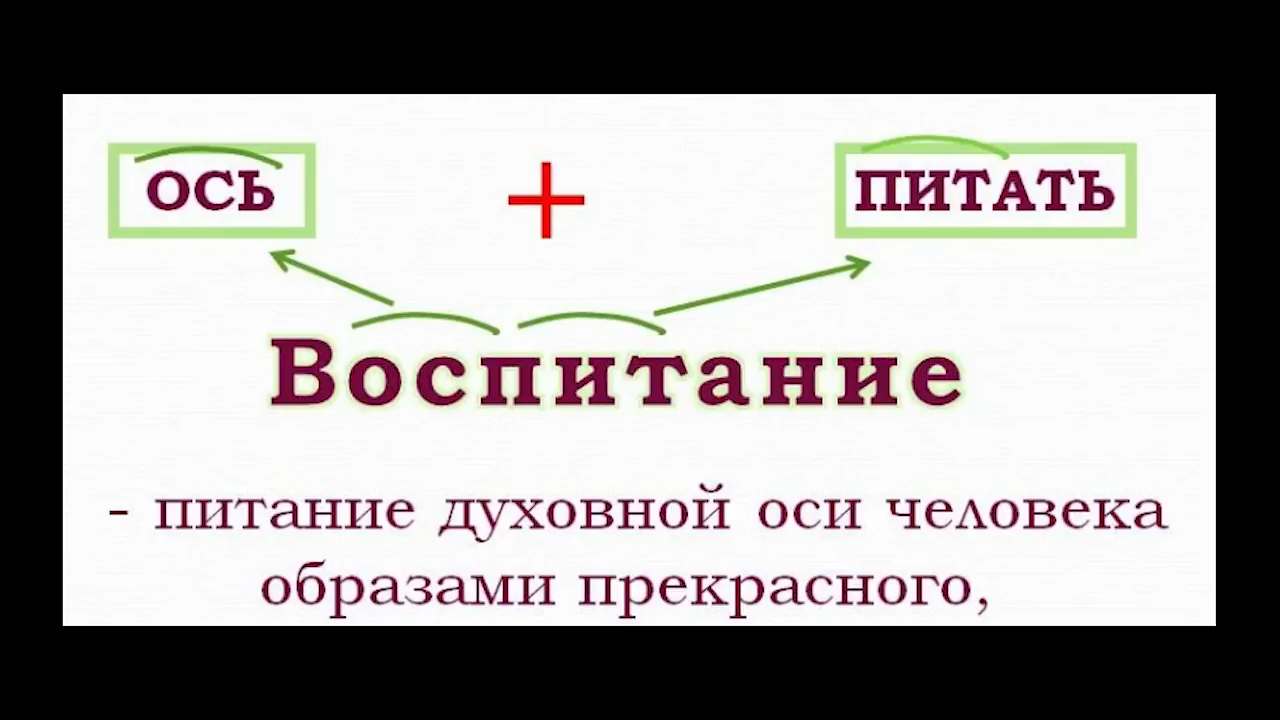 ОСЬ + ПИТАТЬ
Воспитание
- питание духовной оси человека
образами прекрасного,